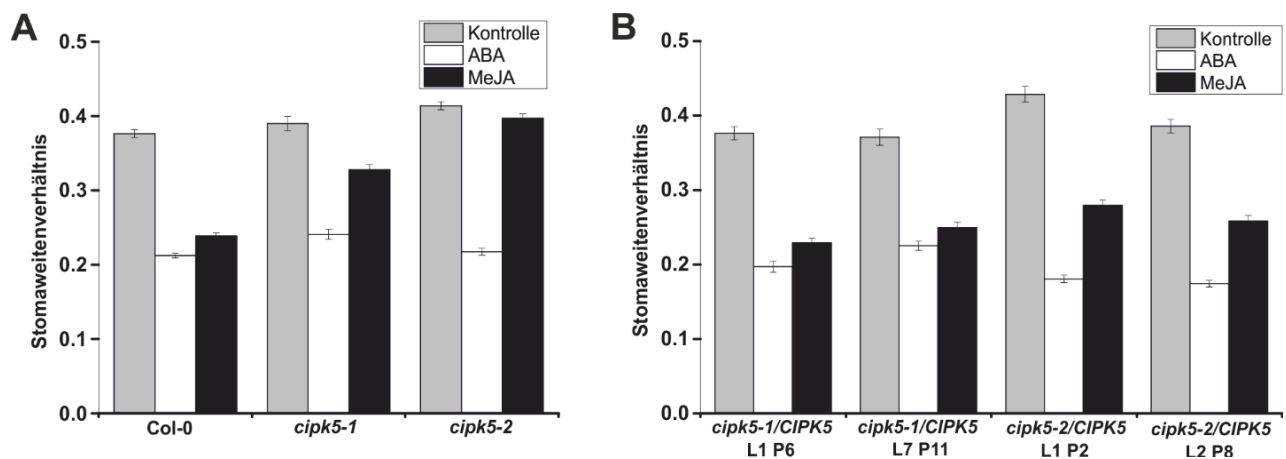 A
Stomaweitenverhältnis
0.5
0.4
0.3
0.2
0.1
0.0
Kontrolle
ABA
MeJA
Col-0
cipk5-1
cipk5-2
B
Stomaweitenverhältnis
0.5
0.4
0.3
0.2
0.1
0.0
Kontrolle
ABA
MeJA
cipk5-1/CIPK5
L1 P6
cipk5-1/CIPK5
L7 P11
cipk5-2/CIPK5
L1 P2
cipk5-2/CIPK5
L2 P8